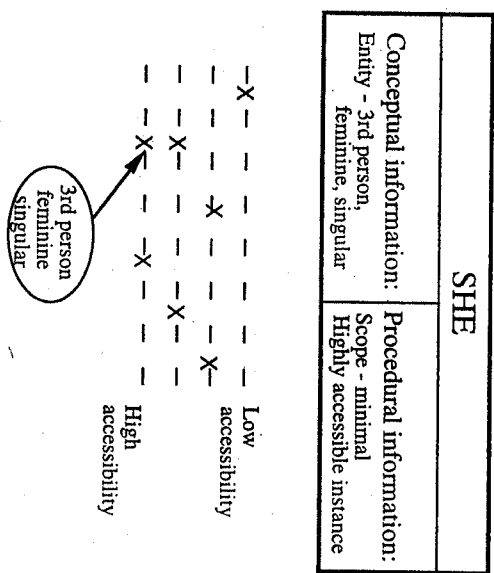 SHE
Conceptual information:
Entity - 3rd person,
feminine, singular
Procedural information:
Scope - minimal
Highly accessible instance
Low
accessibility
— X — — — — — —
— — — — X — — X —
— — X — — — X — —
— — X — — X — — —
High
accessibility
3rd person
feminine
singular